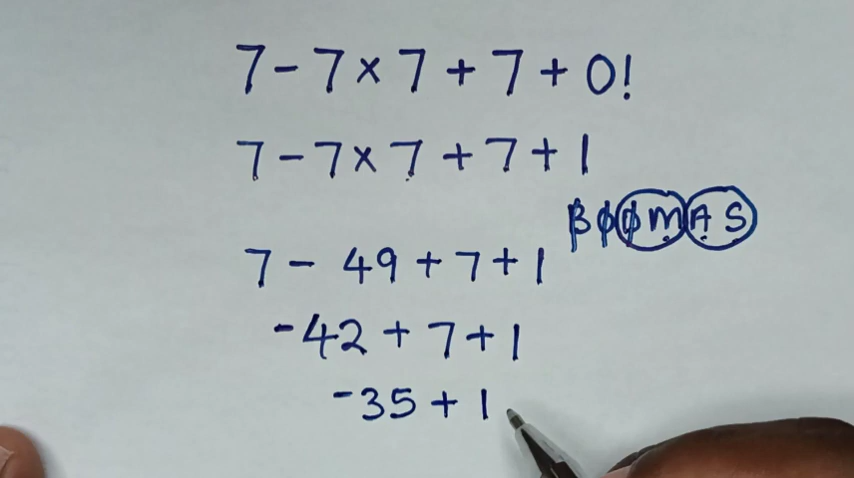 7 - 7 × 7 + 7 + 0!
7 - 7 × 7 + 7 + 1
BODMAS
7 - 49 + 7 + 1
-42 + 7 + 1
-35 + 1